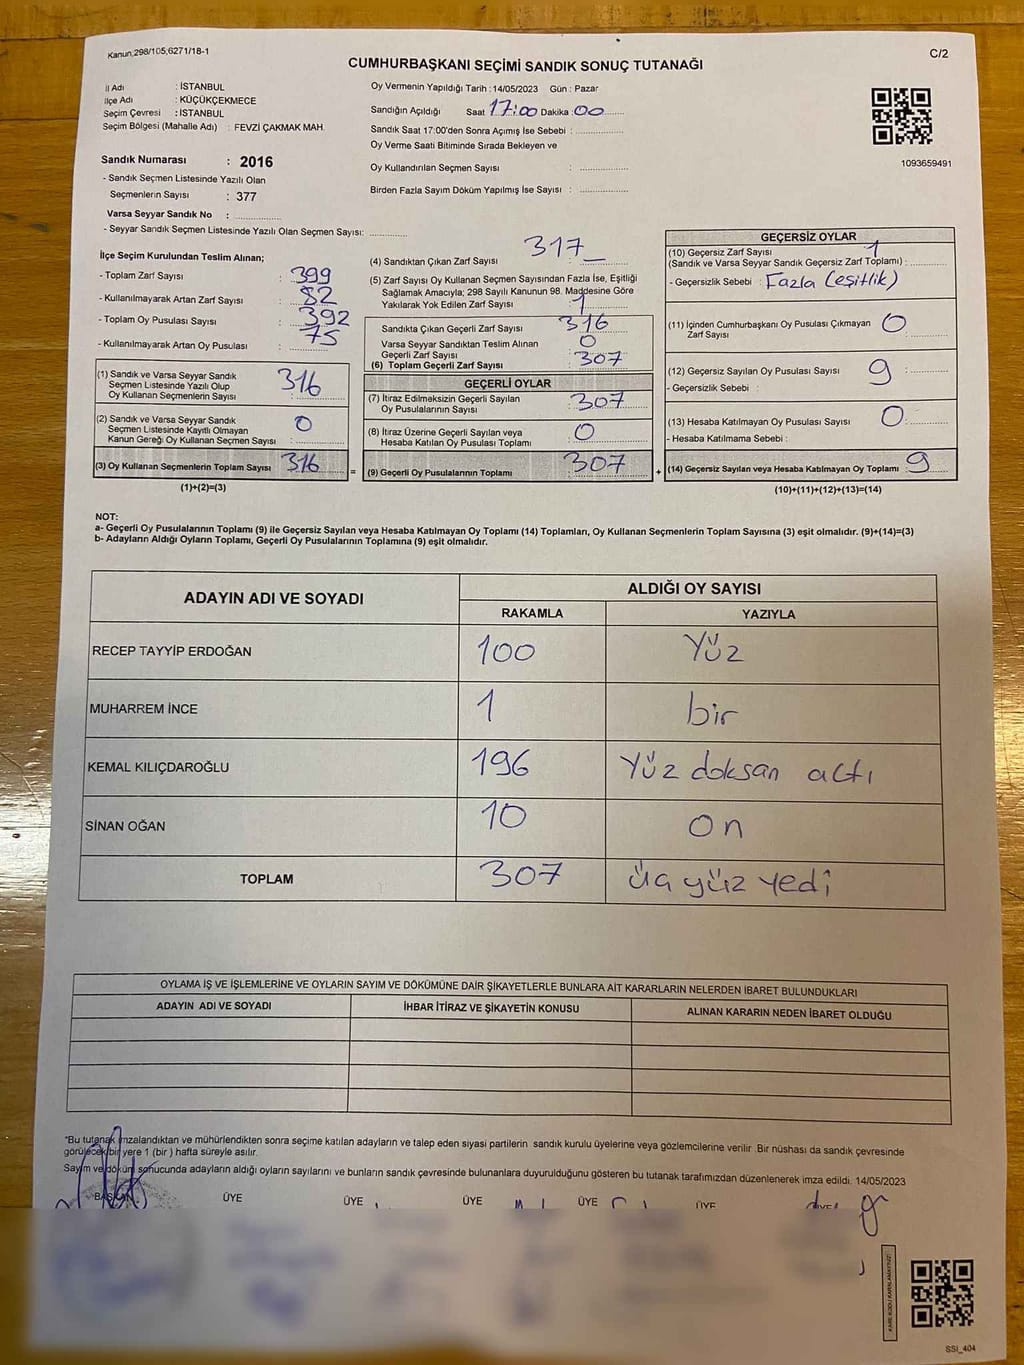 Kanun,298/105,6271/18-1
C/2
CUMHURBAŞKANI SEÇİMİ SANDIK SONUÇ TUTANAĞI
İl Adı : İSTANBUL
İlçe Adı : KÜÇÜKÇEKMECE
Seçim Çevresi : İSTANBUL
Seçim Bölgesi (Mahalle Adı) : FEVZİ ÇAKMAK MAH.
Sandık Numarası : 2016
- Sandık Seçmen Listesinde Yazılı Olan
Seçmenlerin Sayısı : 377
Varsa Seyyar Sandık No : ............
- Seyyar Sandık Seçmen Listesinde Yazılı Olan Seçmen Sayısı: ............
Oy Vermenin Yapıldığı Tarih : 14/05/2023 Gün : Pazar
Sandığın Açıldığı Saat 17:00 Dakika :00
Sandık Saat 17:00'den Sonra Açımış İse Sebebi : ............
Oy Verme Saati Bitiminde Sırada Bekleyen ve
Oy Kullandırılan Seçmen Sayısı : ............
Birden Fazla Sayım Döküm Yapılmış İse Sayısı : ............
1093659491
İlçe Seçim Kurulundan Teslim Alınan;
- Toplam Zarf Sayısı : 399
- Kullanılmayarak Artan Zarf Sayısı : 82
- Toplam Oy Pusulası Sayısı : 392
- Kullanılmayarak Artan Oy Pusulası : 75
(1) Sandık ve Varsa Seyyar Sandık
Seçmen Listesinde Yazılı Olup
Oy Kullanan Seçmenlerin Sayısı : 316
(2) Sandık ve Varsa Seyyar Sandık
Seçmen Listesinde Kayıtlı Olmayan
Kanun Gereği Oy Kullanan Seçmen Sayısı : 0
(3) Oy Kullanan Seçmenlerin Toplam Sayısı : 316
(1)+(2)=(3)
(4) Sandıktan Çıkan Zarf Sayısı : 317
(5) Zarf Sayısı Oy Kullanan Seçmen Sayısından Fazla İse, Eşitliği
Sağlamak Amacıyla, 298 Sayılı Kanunun 98. Maddesine Göre
Yakılarak Yok Edilen Zarf Sayısı : 1
Sandıkta Çıkan Geçerli Zarf Sayısı : 316
Varsa Seyyar Sandıktan Teslim Alınan
Geçerli Zarf Sayısı : 0
(6) Toplam Geçerli Zarf Sayısı : 307
GEÇERLİ OYLAR
(7) İtiraz Edilmeksizin Geçerli Sayılan
Oy Pusulalarının Sayısı : 307
(8) İtiraz Üzerine Geçerli Sayılan veya
Hesaba Katılan Oy Pusulası Toplamı : 0
= (9) Geçerli Oy Pusulalarının Toplamı : 307 +
GEÇERSİZ OYLAR
(10) Geçersiz Zarf Sayısı 1
(Sandık ve Varsa Seyyar Sandık Geçersiz Zarf Toplamı) : ............
- Geçersizlik Sebebi : Fazla (eşitlik)
(11) İçinden Cumhurbaşkanı Oy Pusulası Çıkmayan
Zarf Sayısı : 0
(12) Geçersiz Sayılan Oy Pusulası Sayısı : 9
- Geçersizlik Sebebi :
(13) Hesaba Katılmayan Oy Pusulası Sayısı : 0
- Hesaba Katılmama Sebebi :
(14) Geçersiz Sayılan veya Hesaba Katılmayan Oy Toplamı : 9
(10)+(11)+(12)+(13)=(14)
NOT:
a- Geçerli Oy Pusulalarının Toplamı (9) ile Geçersiz Sayılan veya Hesaba Katılmayan Oy Toplamı (14) Toplamları, Oy Kullanan Seçmenlerin Toplam Sayısına (3) eşit olmalıdır. (9)+(14)=(3)
b- Adayların Aldığı Oyların Toplamı, Geçerli Oy Pusulalarının Toplamına (9) eşit olmalıdır.
ADAYIN ADI VE SOYADI
ALDIĞI OY SAYISI
RAKAMLA YAZIYLA
RECEP TAYYİP ERDOĞAN 100 Yüz
MUHARREM İNCE 1 bir
KEMAL KILIÇDAROĞLU 196 Yüz doksan altı
SİNAN OĞAN 10 On
TOPLAM 307 üç yüz yedi
OYLAMA İŞ VE İŞLEMLERİNE VE OYLARIN SAYIM VE DÖKÜMÜNE DAİR ŞİKAYETLERLE BUNLARA AİT KARARLARIN NELERDEN İBARET BULUNDUKLARI
ADAYIN ADI VE SOYADI
İHBAR İTİRAZ VE ŞİKAYETİN KONUSU
ALINAN KARARIN NEDEN İBARET OLDUĞU
"Bu tutanak imzalandıktan ve mühürlendikten sonra seçime katılan adayların ve talep eden siyasi partilerin sandık kurulu üyelerine veya gözlemcilerine verilir. Bir nüshası da sandık çevresinde
görülecek bir yere 1 (bir) hafta süreyle asılır.
Sayım ve döküm sonucunda adayların aldığı oyların sayılarını ve bunların sandık çevresinde bulunanlara duyurulduğunu gösteren bu tutanak tarafımızdan düzenlenerek imza edildi. 14/05/2023
BAŞKAN ÜYE ÜYE ÜYE ÜYE ÜYE ÜYE
SSI_404